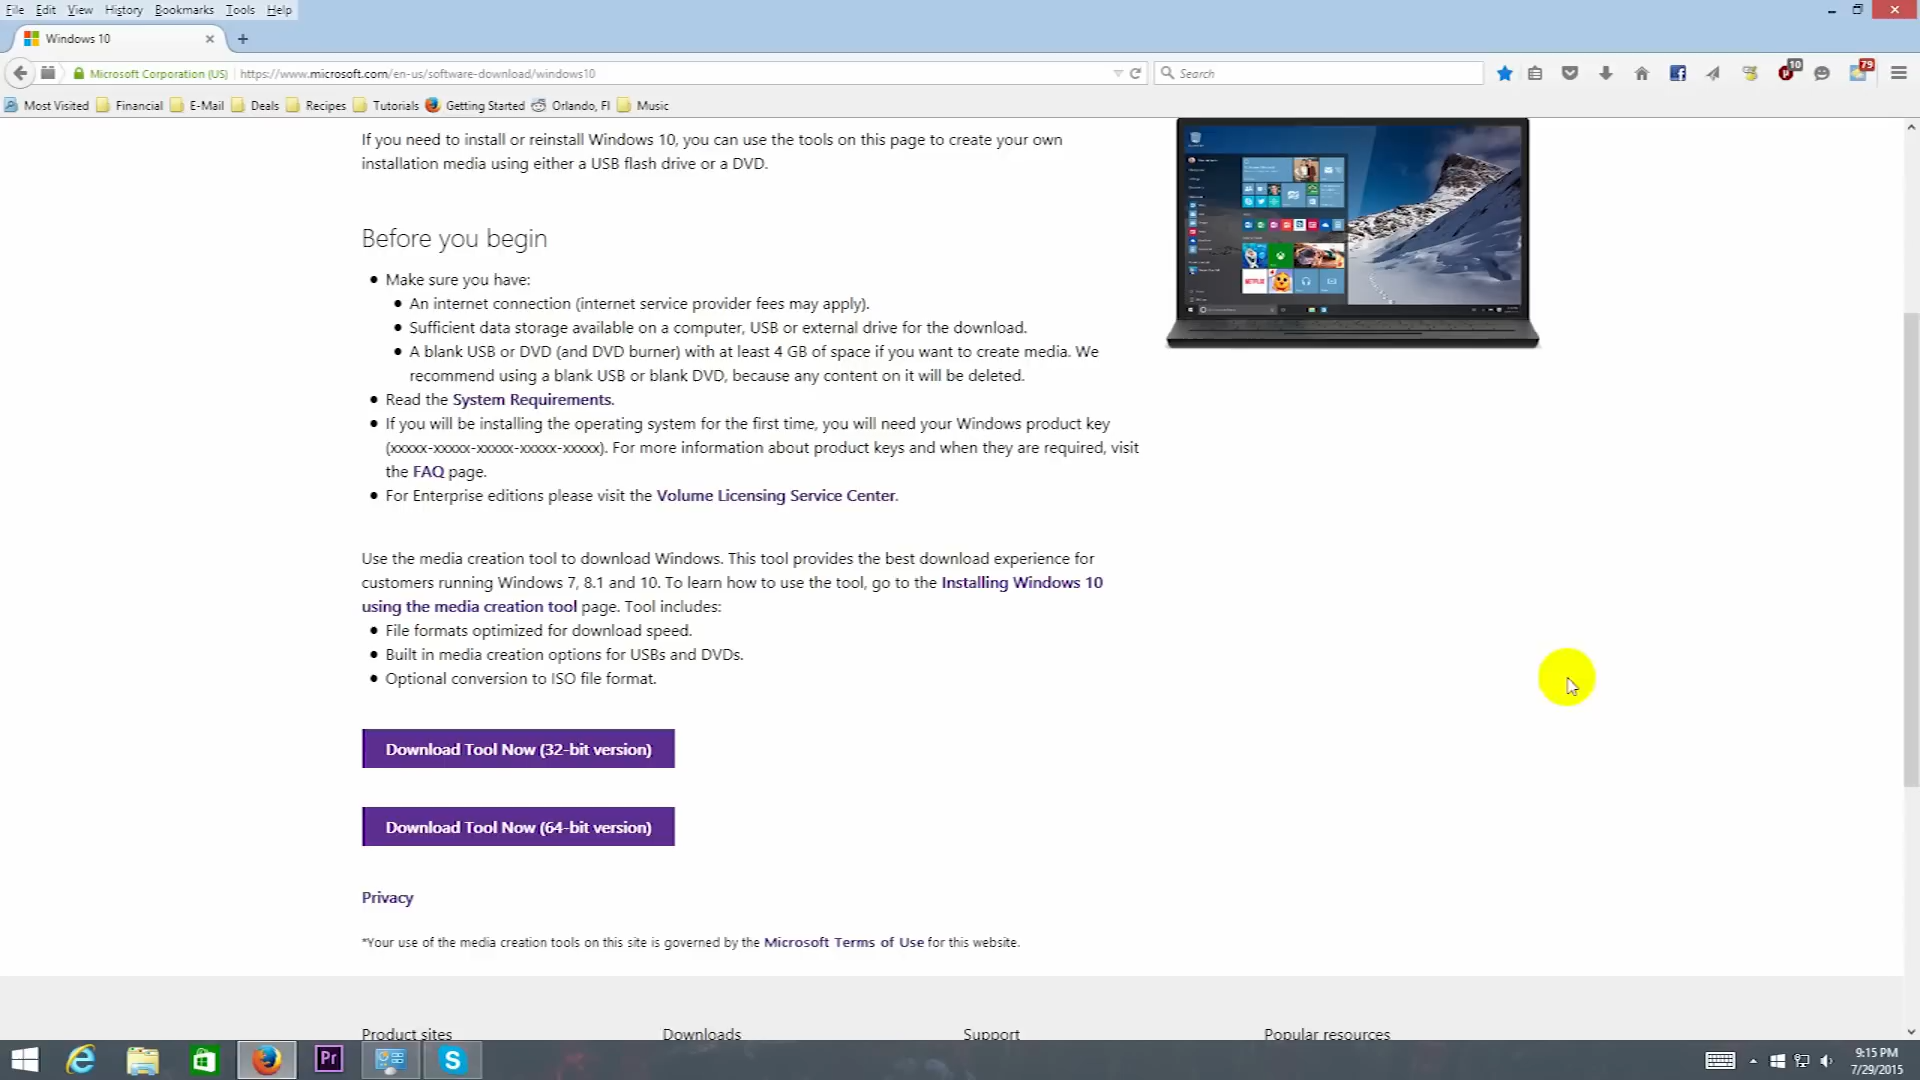 File Edit View History Bookmarks Tools Help
Windows 10
Microsoft Corporation (US) https://www.microsoft.com/en-us/software-download/windows10 Search 10 79
Most Visited Financial E-Mail Deals Recipes Tutorials Getting Started Orlando, Fl Music
If you need to install or reinstall Windows 10, you can use the tools on this page to create your own
installation media using either a USB flash drive or a DVD.
Before you begin
Make sure you have:
An internet connection (internet service provider fees may apply).
Sufficient data storage available on a computer, USB or external drive for the download.
A blank USB or DVD (and DVD burner) with at least 4 GB of space if you want to create media. We
recommend using a blank USB or blank DVD, because any content on it will be deleted.
Read the System Requirements.
If you will be installing the operating system for the first time, you will need your Windows product key
(xxxxx-xxxxx-xxxxx-xxxxx-xxxxx). For more information about product keys and when they are required, visit
the FAQ page.
For Enterprise editions please visit the Volume Licensing Service Center.
Use the media creation tool to download Windows. This tool provides the best download experience for
customers running Windows 7, 8.1 and 10. To learn how to use the tool, go to the Installing Windows 10
using the media creation tool page. Tool includes:
File formats optimized for download speed.
Built in media creation options for USBs and DVDs.
Optional conversion to ISO file format.
Download Tool Now (32-bit version)
Download Tool Now (64-bit version)
Privacy
*Your use of the media creation tools on this site is governed by the Microsoft Terms of Use for this website.
Product sites Downloads Support Popular resources
Pr
S
9:15 PM
7/29/2015
NETFLIX